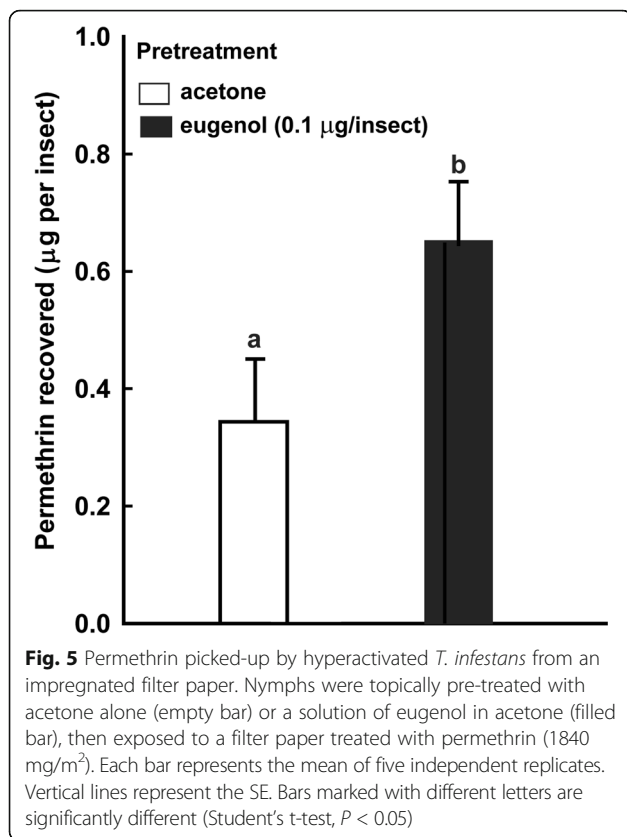 1.0
Pretreatment
acetone
eugenol (0.1 µg/insect)
0.8
b
0.6
a
0.4
0.2
0.0
Permethrin recovered (µg per insect)
Fig. 5 Permethrin picked-up by hyperactivated T. infestans from an
impregnated filter paper. Nymphs were topically pre-treated with
acetone alone (empty bar) or a solution of eugenol in acetone (filled
bar), then exposed to a filter paper treated with permethrin (1840
mg/m²). Each bar represents the mean of five independent replicates.
Vertical lines represent the SE. Bars marked with different letters are
significantly different (Student's t-test, P < 0.05)